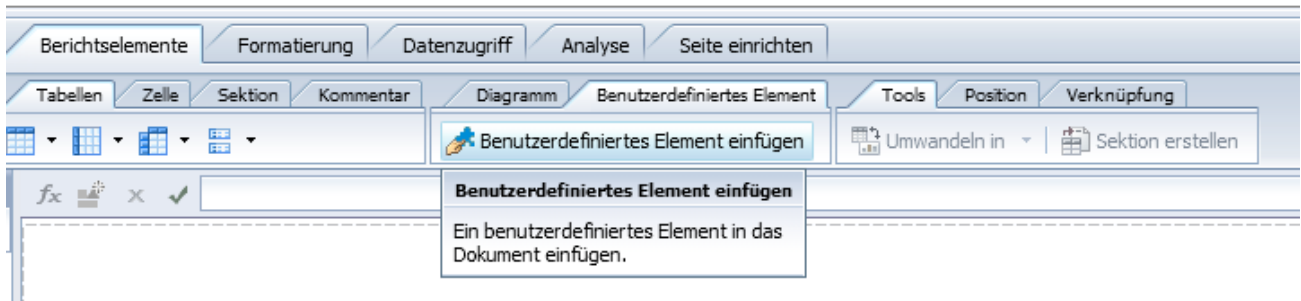 Berichtselemente Formatierung Datenzugriff Analyse Seite einrichten
Tabellen Zelle Sektion Kommentar Diagramm Benutzerdefiniertes Element Tools Position Verknüpfung
Benutzerdefiniertes Element einfügen Umwandeln in Sektion erstellen
fx
Benutzerdefiniertes Element einfügen
Ein benutzerdefiniertes Element in das
Dokument einfügen.